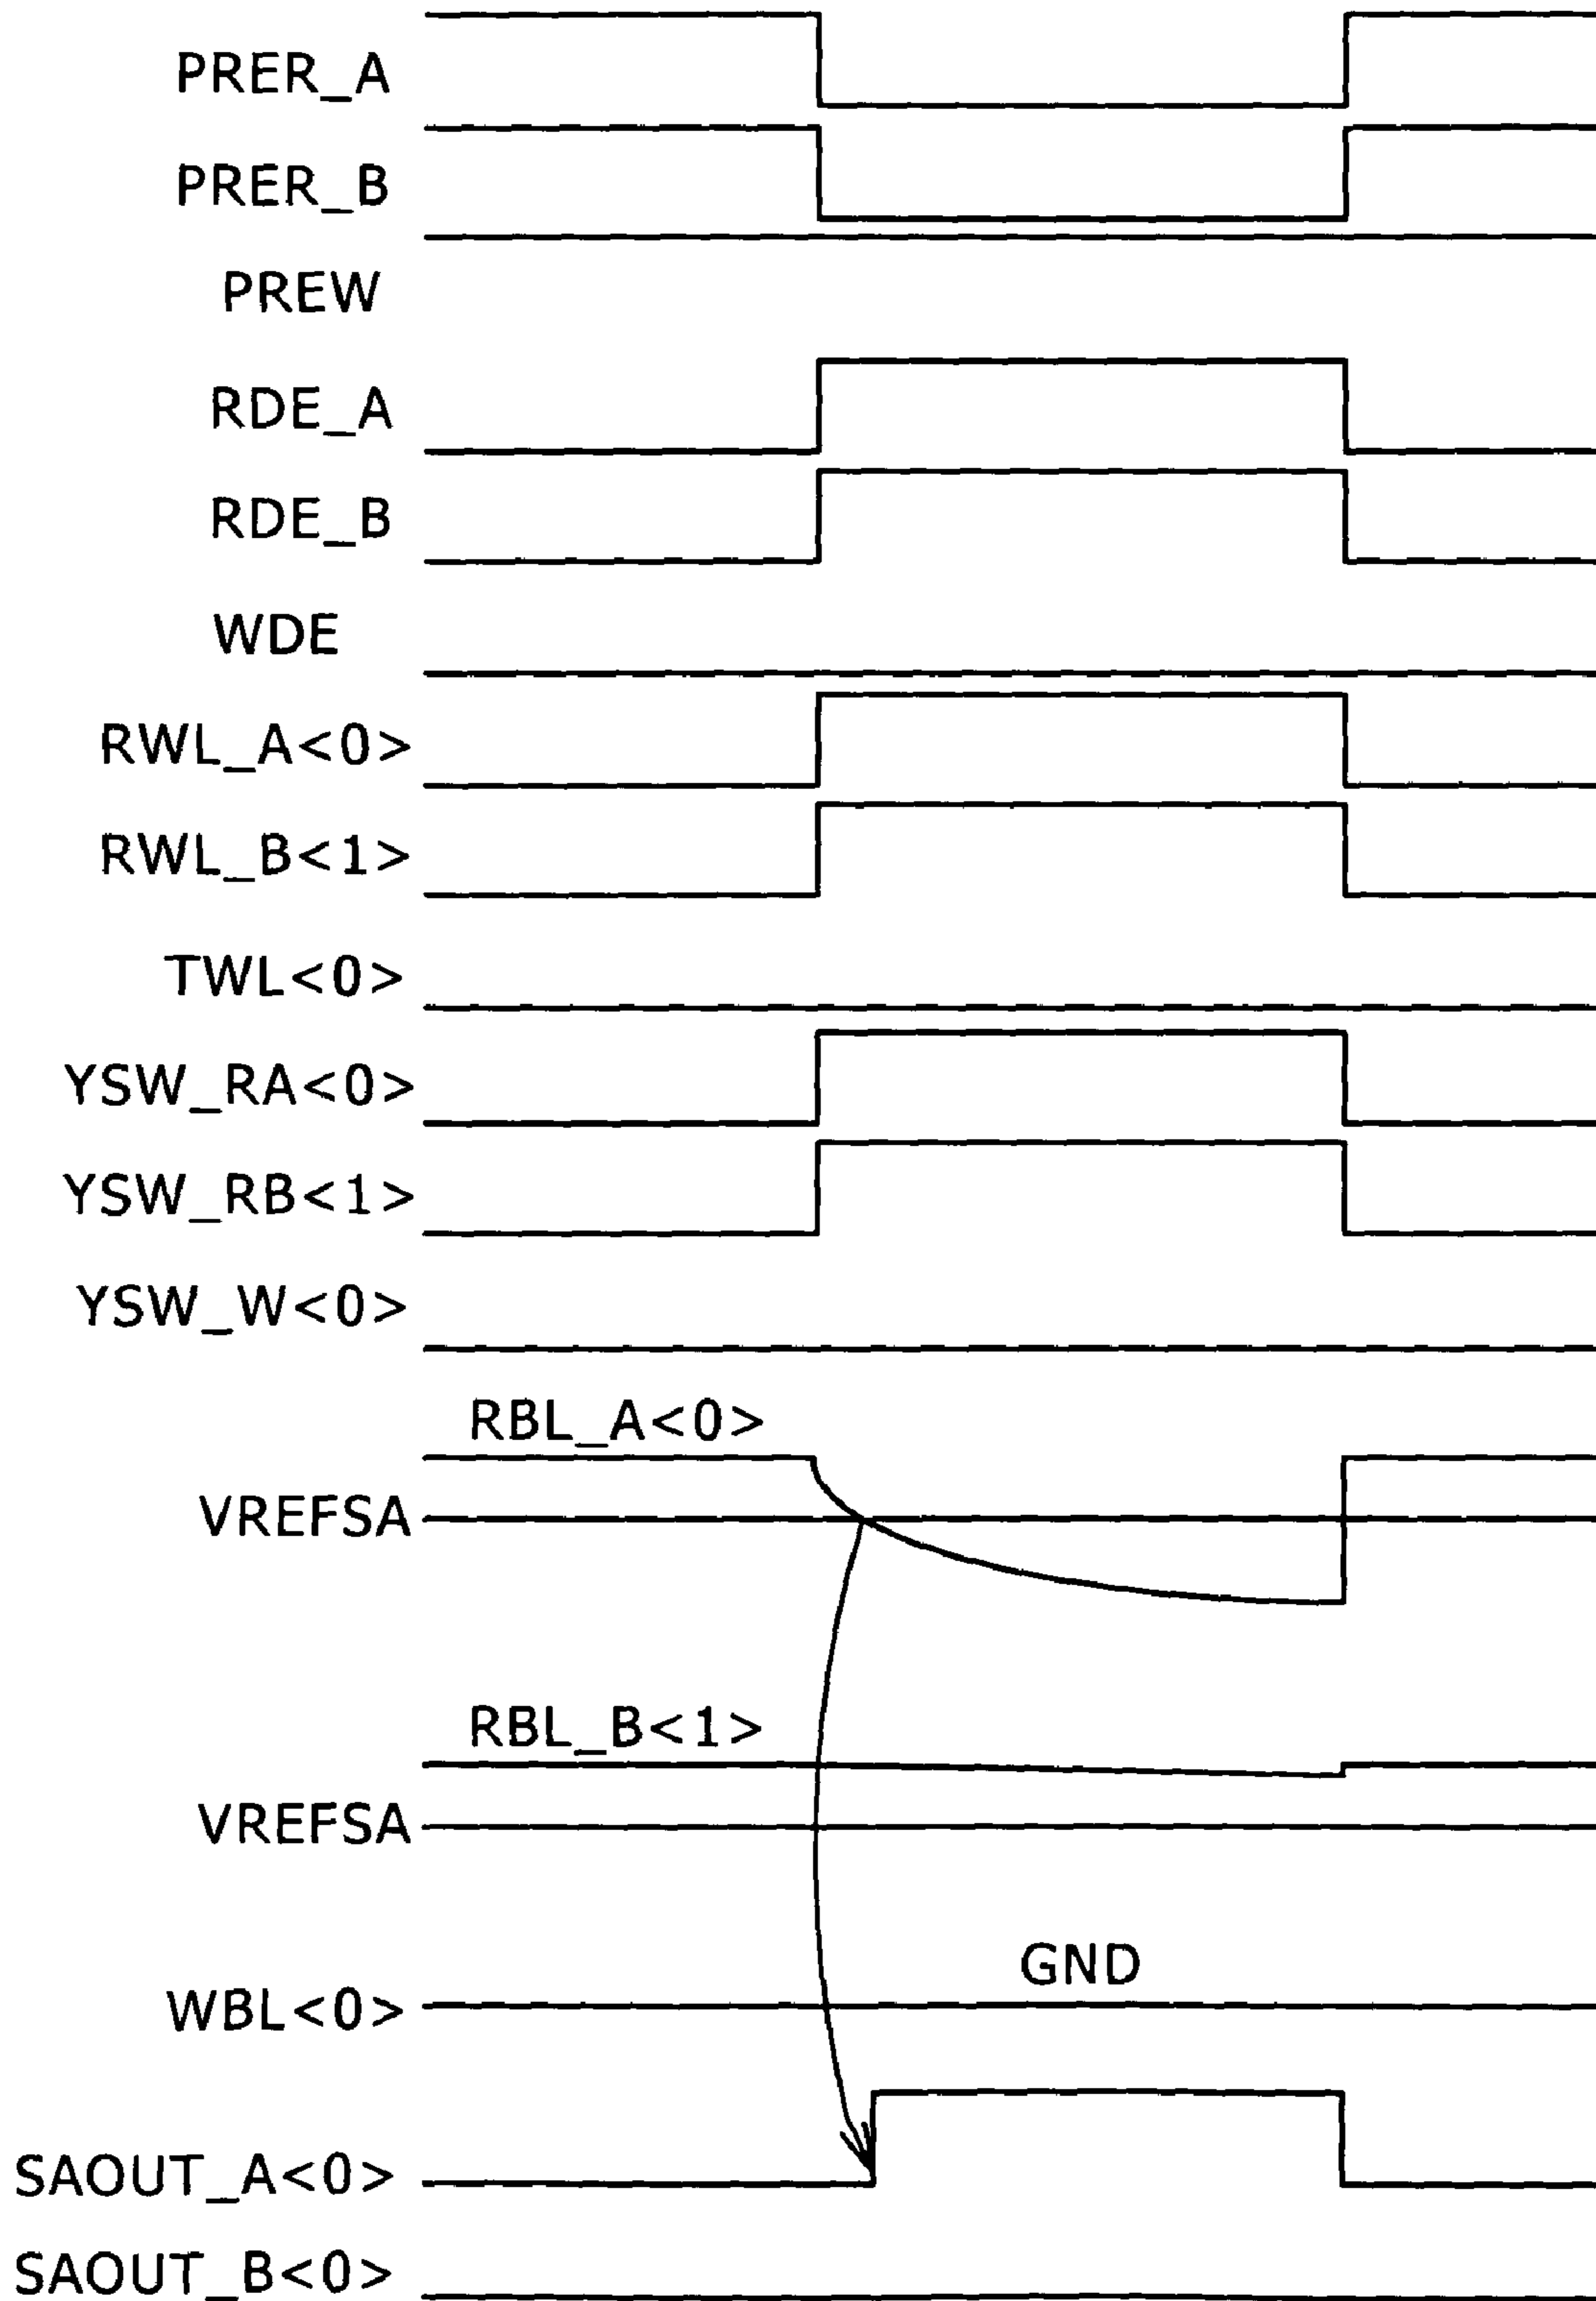 PRER_A
PRER_B
PREW
RDE_A
RDE_B
WDE
RWL_A<0>
RWL_B<1>
TWL<0>
YSW_RA<0>
YSW_RB<1>
YSW_W<0>
RBL_A<0>
VREFSA
RBL_B<1>
VREFSA
GND
WBL<0>
SAOUT_A<0>
SAOUT_B<0>